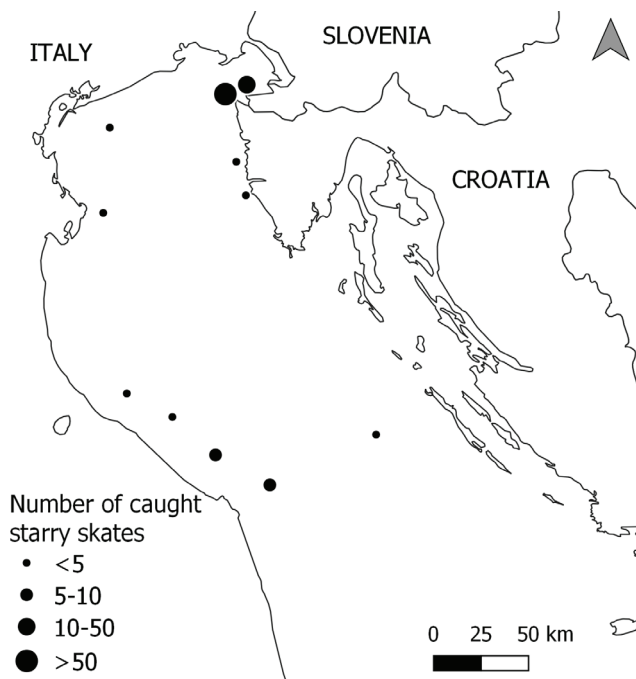 SLOVENIA
ITALY
CROATIA
Number of caught
starry skates
<5
5-10
10-50
>50
0 25 50 km